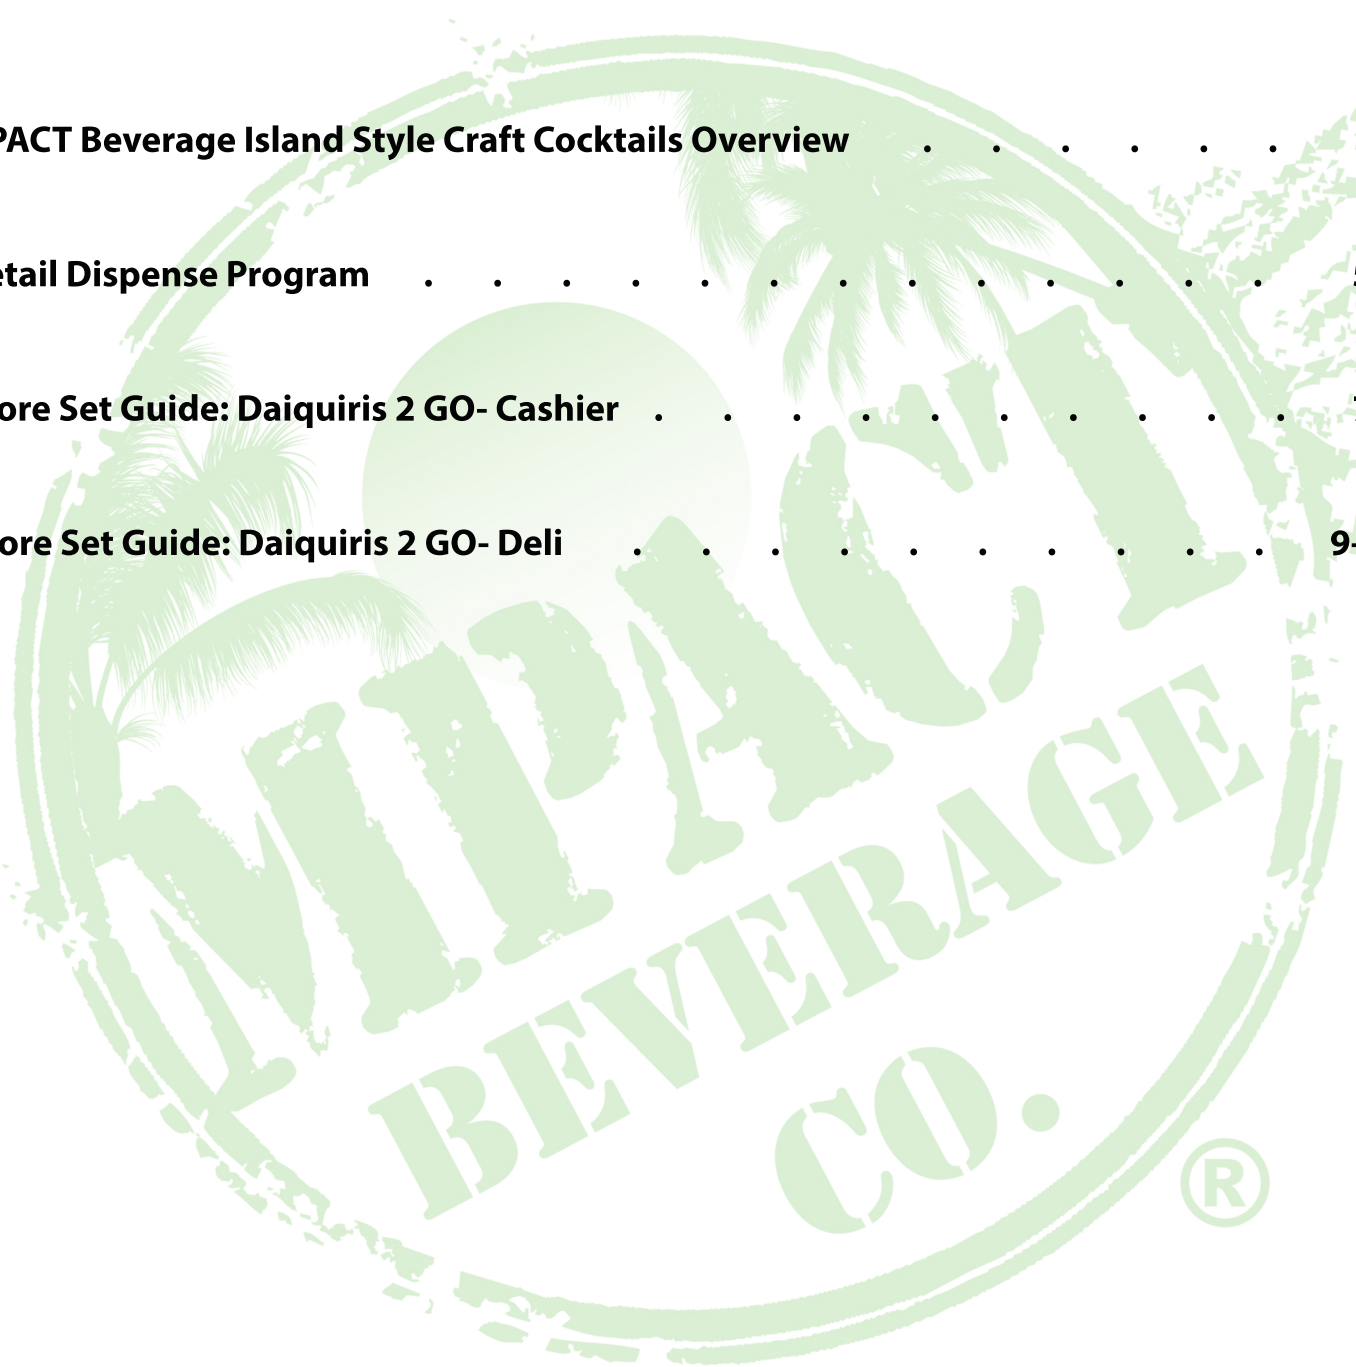 PACT Beverage Island Style Craft Cocktails Overview . . . . . .
etail Dispense Program . . . . . . . . . . . . .
ore Set Guide: Daiquiris 2 GO- Cashier . . . . . . . . . .
ore Set Guide: Daiquiris 2 GO- Deli . . . . . . . . . . 9-
MPACT
BEVERAGE
CO.
®